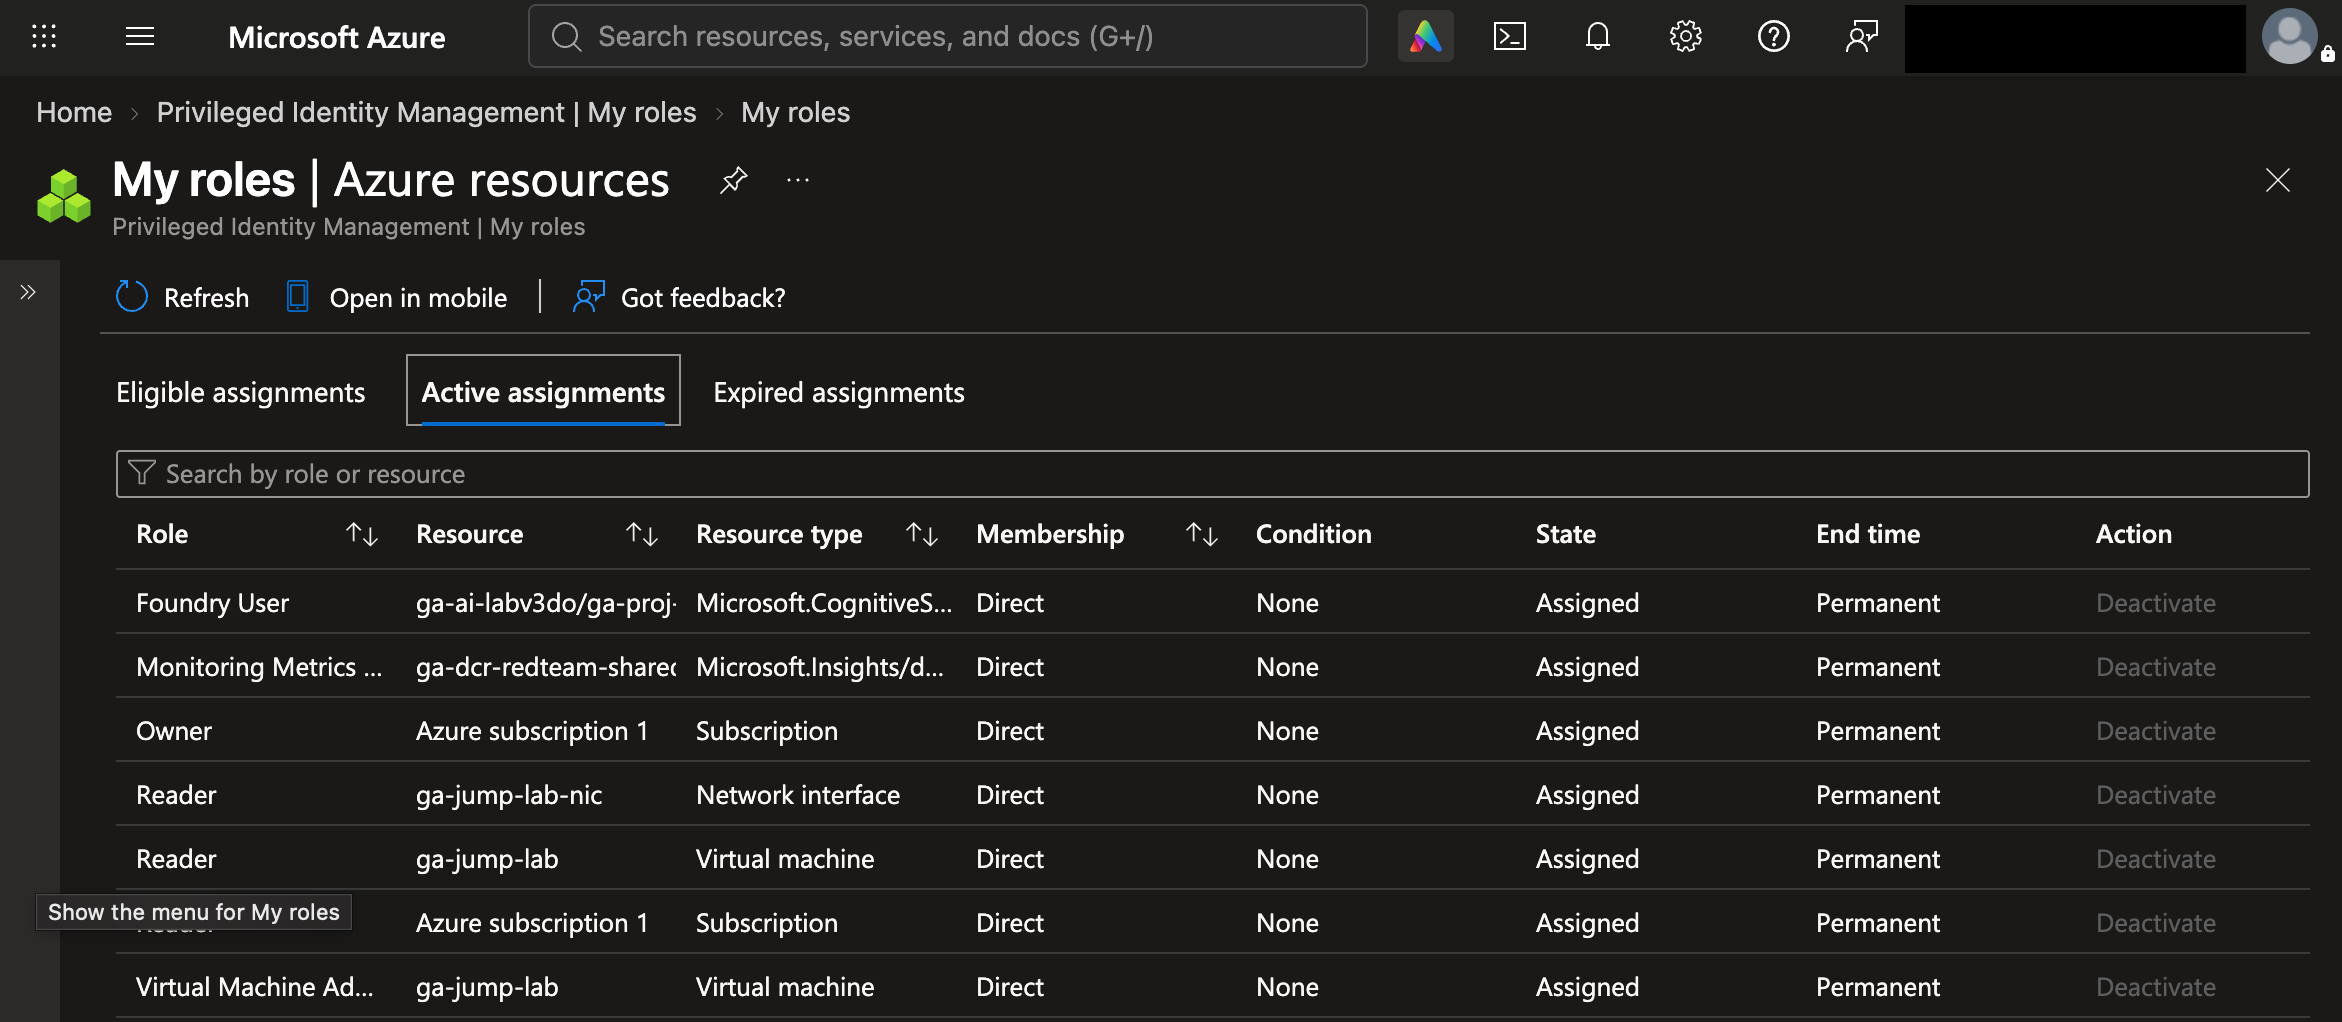 Microsoft Azure
Search resources, services, and docs (G+/)
Home > Privileged Identity Management | My roles > My roles
My roles | Azure resources
Privileged Identity Management | My roles
Refresh Open in mobile Got feedback?
Eligible assignments Active assignments Expired assignments
Search by role or resource
Role Resource Resource type Membership Condition State End time Action
Foundry User ga-ai-labv3do/ga-proj- Microsoft.CognitiveS... Direct None Assigned Permanent Deactivate
Monitoring Metrics ... ga-dcr-redteam-shared Microsoft.Insights/d... Direct None Assigned Permanent Deactivate
Owner Azure subscription 1 Subscription Direct None Assigned Permanent Deactivate
Reader ga-jump-lab-nic Network interface Direct None Assigned Permanent Deactivate
Reader ga-jump-lab Virtual machine Direct None Assigned Permanent Deactivate
Show the menu for My roles
Reader Azure subscription 1 Subscription Direct None Assigned Permanent Deactivate
Virtual Machine Ad... ga-jump-lab Virtual machine Direct None Assigned Permanent Deactivate